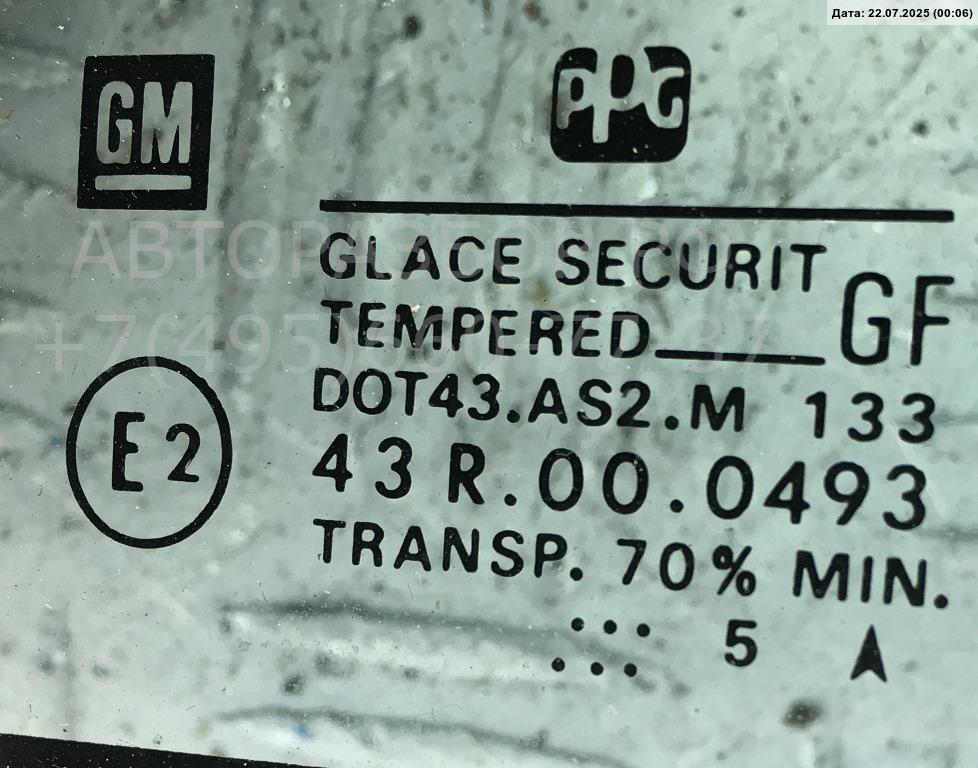 Дата: 22.07.2025 (00:06)
GM
PPG
GLACE SECURIT
TEMPERED GF
DOT43.AS2.M 133
E2
43R.00.0493
TRANSP. 70% MIN.
5